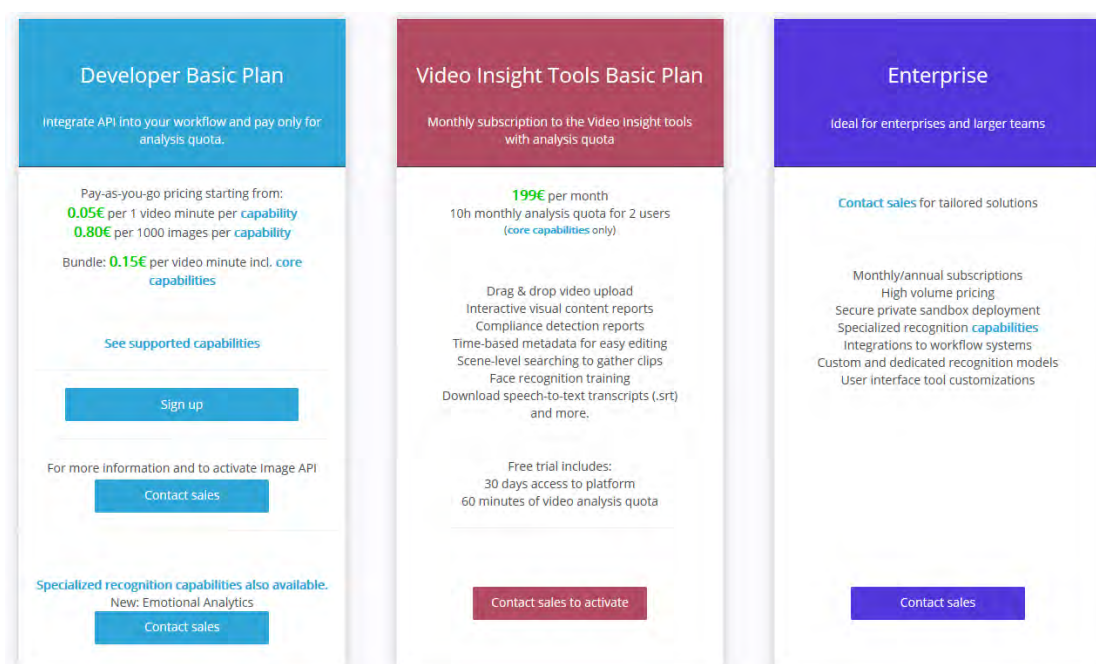 Developer Basic Plan
Integrate API into your workflow and pay only for
analysis quota.
Pay-as-you-go pricing starting from:
0.05€ per 1 video minute per capability
0.80€ per 1000 images per capability
Bundle: 0.15€ per video minute incl. core
capabilities
See supported capabilities
Sign up
For more information and to activate Image API
Contact sales
Specialized recognition capabilities also available.
New: Emotional Analytics
Contact sales
Video Insight Tools Basic Plan
Monthly subscription to the Video Insight tools
with analysis quota
199€ per month
10h monthly analysis quota for 2 users
(core capabilities only)
Drag & drop video upload
Interactive visual content reports
Compliance detection reports
Time-based metadata for easy editing
Scene-level searching to gather clips
Face recognition training
Download speech-to-text transcripts (.srt)
and more.
Free trial includes:
30 days access to platform
60 minutes of video analysis quota
Contact sales to activate
Enterprise
Ideal for enterprises and larger teams
Contact sales for tailored solutions
Monthly/annual subscriptions
High volume pricing
Secure private sandbox deployment
Specialized recognition capabilities
Integrations to workflow systems
Custom and dedicated recognition models
User interface tool customizations
Contact sales